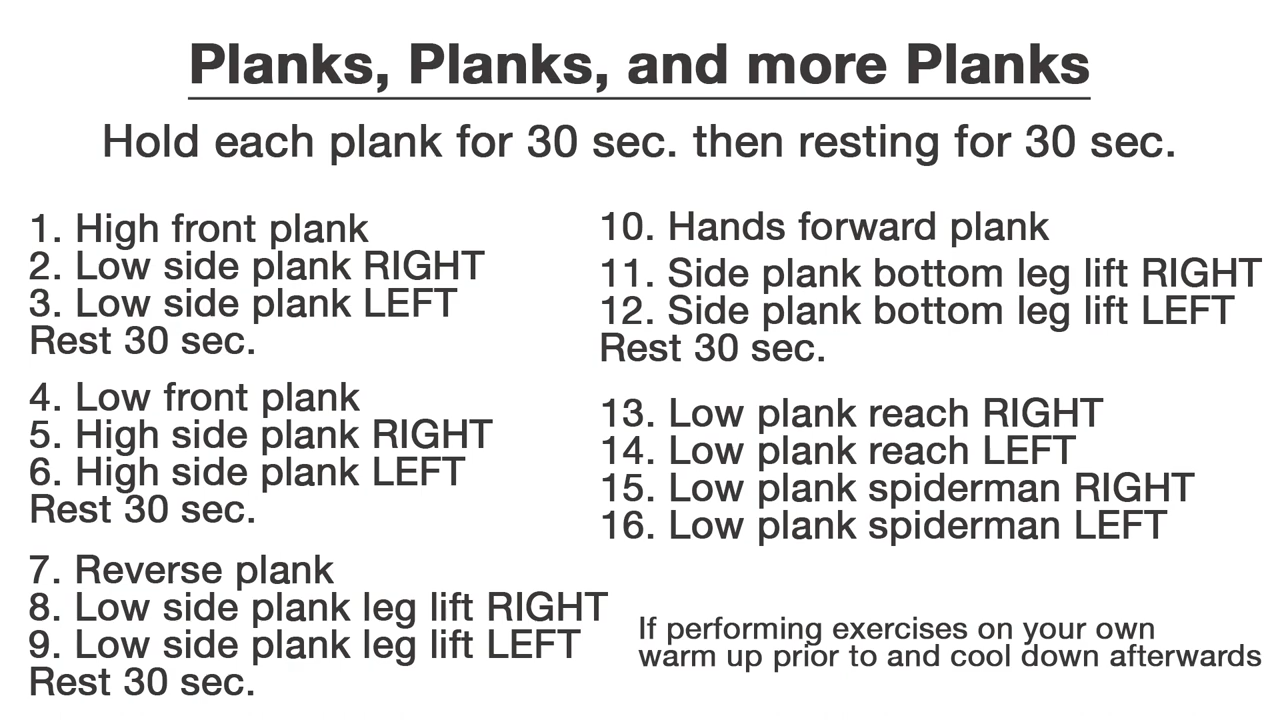 Planks, Planks, and more Planks
Hold each plank for 30 sec. then resting for 30 sec.
1. High front plank
2. Low side plank RIGHT
3. Low side plank LEFT
Rest 30 sec.
4. Low front plank
5. High side plank RIGHT
6. High side plank LEFT
Rest 30 sec.
7. Reverse plank
8. Low side plank leg lift RIGHT
9. Low side plank leg lift LEFT
Rest 30 sec.
10. Hands forward plank
11. Side plank bottom leg lift RIGHT
12. Side plank bottom leg lift LEFT
Rest 30 sec.
13. Low plank reach RIGHT
14. Low plank reach LEFT
15. Low plank spiderman RIGHT
16. Low plank spiderman LEFT
If performing exercises on your own
warm up prior to and cool down afterwards